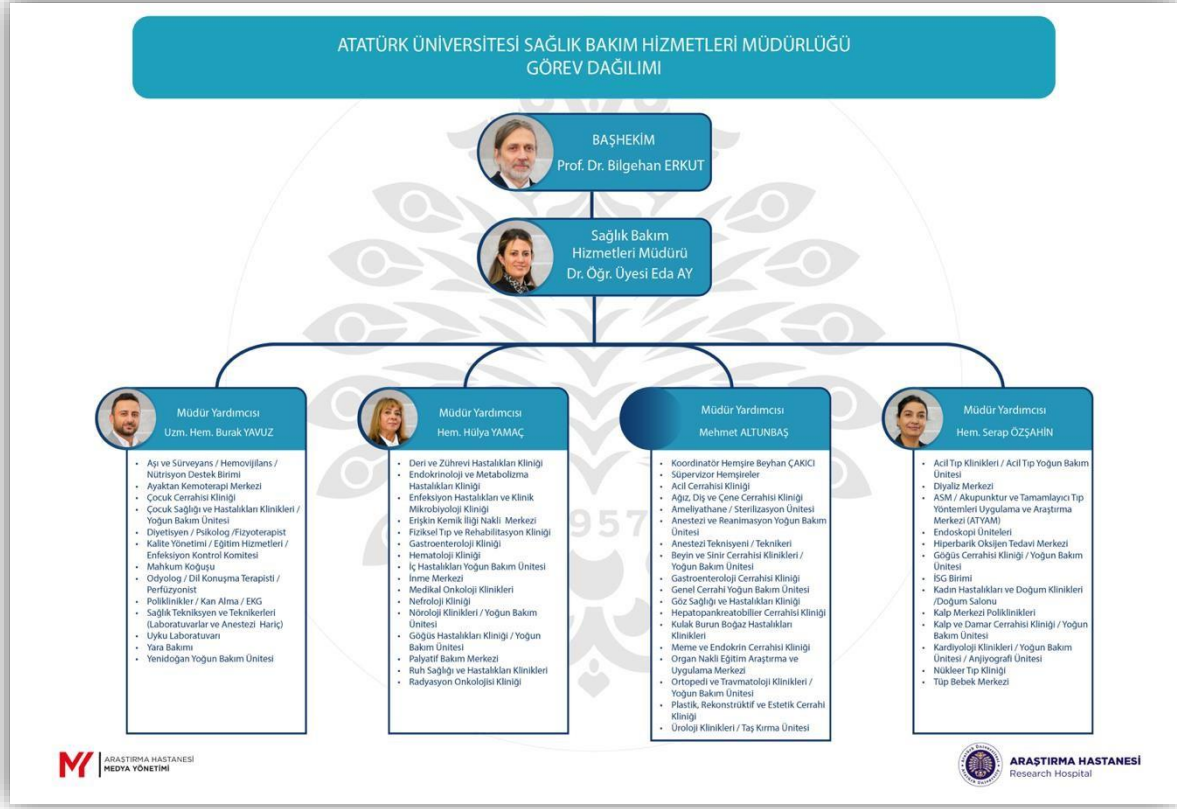 ATATÜRK ÜNİVERSİTESİ SAĞLIK BAKIM HİZMETLERİ MÜDÜRLÜĞÜ
GÖREV DAĞILIMI
BAŞHEKİM
Prof. Dr. Bilgehan ERKUT
Sağlık Bakım
Hizmetleri Müdürü
Dr. Öğr. Üyesi Eda AY
Müdür Yardımcısı
Uzm. Hem. Burak YAVUZ
• Aşı ve Sürveyans / Hemovijilans /
Nütrisyon Destek Birimi
• Ayaktan Kemoterapi Merkezi
• Çocuk Cerrahisi Kliniği
• Çocuk Sağlığı ve Hastalıkları Klinikleri /
Yoğun Bakım Ünitesi
• Diyetisyen / Psikolog /Fizyoterapist
• Kalite Yönetimi / Eğitim Hizmetleri /
Enfeksiyon Kontrol Komitesi
• Mahkum Koğuşu
• Odyolog / Dil Konuşma Terapisti /
Perfüzyonist
• Poliklinikler / Kan Alma / EKG
• Sağlık Tekniksyen ve Teknikerleri
(Laboratuvarlar ve Anestezi Hariç)
• Uyku Laboratuvarı
• Yara Bakımı
• Yenidoğan Yoğun Bakım Ünitesi
Müdür Yardımcısı
Hem. Hülya YAMAÇ
• Deri ve Zührevi Hastalıkları Kliniği
• Endokrinoloji ve Metabolizma
Hastalıkları Kliniği
• Enfeksiyon Hastalıkları ve Klinik
Mikrobiyoloji Kliniği
• Erişkin Kemik İliği Nakli Merkezi
• Fiziksel Tıp ve Rehabilitasyon Kliniği
• Gastroenteroloji Kliniği
• Hematoloji Kliniği
• İç Hastalıkları Yoğun Bakım Ünitesi
• İnme Merkezi
• Medikal Onkoloji Klinikleri
• Nefroloji Kliniği
• Nöroloji Klinikleri / Yoğun Bakım
Ünitesi
• Göğüs Hastalıkları Kliniği / Yoğun
Bakım Ünitesi
• Palyatif Bakım Merkezi
• Ruh Sağlığı ve Hastalıkları Klinikleri
• Radyasyon Onkolojisi Kliniği
Müdür Yardımcısı
Mehmet ALTUNBAŞ
• Koordinatör Hemşire Beyhan ÇAKICI
• Süpervizor Hemşireler
• Acil Cerrahisi Kliniği
• Ağız, Diş ve Çene Cerrahisi Kliniği
• Ameliyathane / Sterilizasyon Ünitesi
• Anestezi ve Reanimasyon Yoğun Bakım
Ünitesi
• Anestezi Teknisyeni / Teknikeri
• Beyin ve Sinir Cerrahisi Klinikleri /
Yoğun Bakım Ünitesi
• Gastroenteroloji Cerrahisi Kliniği
• Genel Cerrahi Yoğun Bakım Ünitesi
• Göz Sağlığı ve Hastalıkları Kliniği
• Hepatopankreatobilier Cerrahisi Kliniği
• Kulak Burun Boğaz Hastalıkları
Klinikleri
• Meme ve Endokrin Cerrahisi Kliniği
• Organ Nakli Eğitim Araştırma ve
Uygulama Merkezi
• Ortopedi ve Travmatoloji Klinikleri /
Yoğun Bakım Ünitesi
• Plastik, Rekonstrüktif ve Estetik Cerrahi
Kliniği
• Üroloji Klinikleri / Taş Kırma Ünitesi
Müdür Yardımcısı
Hem. Serap ÖZŞAHİN
• Acil Tıp Klinikleri / Acil Tıp Yoğun Bakım
Ünitesi
• Diyaliz Merkezi
• ASM / Akupunktur ve Tamamlayıcı Tıp
Yöntemleri Uygulama ve Araştırma
Merkezi (ATYAM)
• Endoskopi Üniteleri
• Hiperbarik Oksijen Tedavi Merkezi
• Göğüs Cerrahisi Kliniği / Yoğun Bakım
Ünitesi
• İSG Birimi
• Kadın Hastalıkları ve Doğum Klinikleri
/Doğum Salonu
• Kalp Merkezi Poliklinikleri
• Kalp ve Damar Cerrahisi Kliniği / Yoğun
Bakım Ünitesi
• Kardiyoloji Klinikleri / Yoğun Bakım
Ünitesi / Anjiyografi Ünitesi
• Nükleer Tıp Kliniği
• Tüp Bebek Merkezi
957
MY ARAŞTIRMA HASTANESİ
MEDYA YÖNETİMİ
ARAŞTIRMA HASTANESİ
Research Hospital